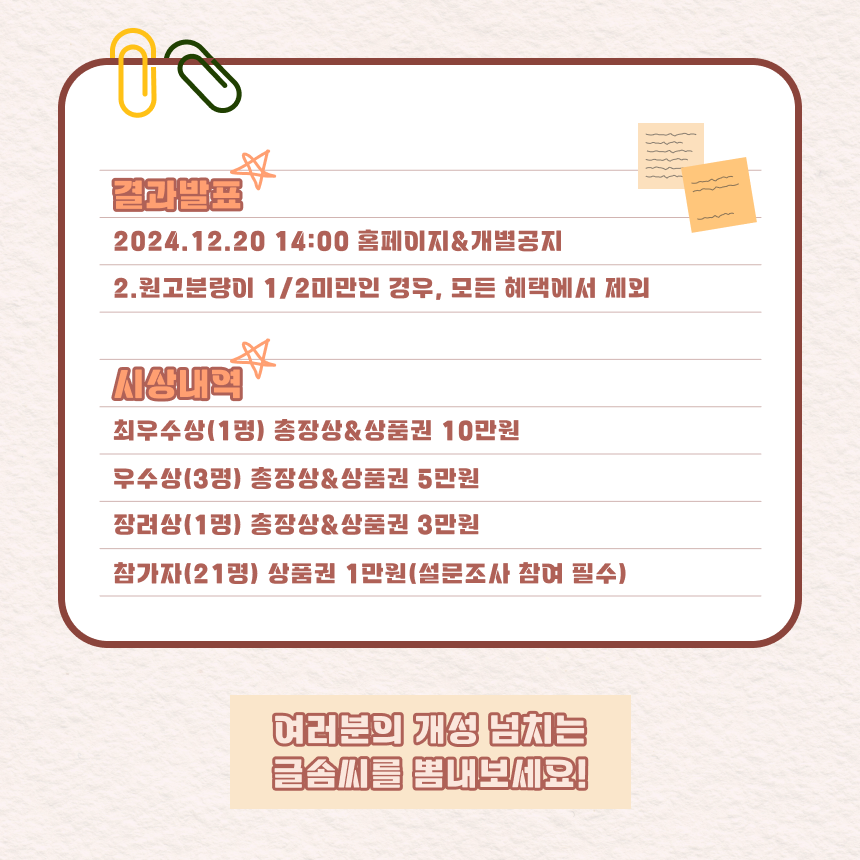 결과발표
2024.12.20 14:00 홈페이지&개별공지
2.원고분량이 1/2미만인 경우, 모든 혜택에서 제외
시상내역
최우수상(1명) 총장상&상품권 10만원
우수상(3명) 총장상&상품권 5만원
장려상(1명) 총장상&상품권 3만원
참가자(21명) 상품권 1만원(설문조사 참여 필수)
여러분의 개성 넘치는
글솜씨를 뽐내보세요!